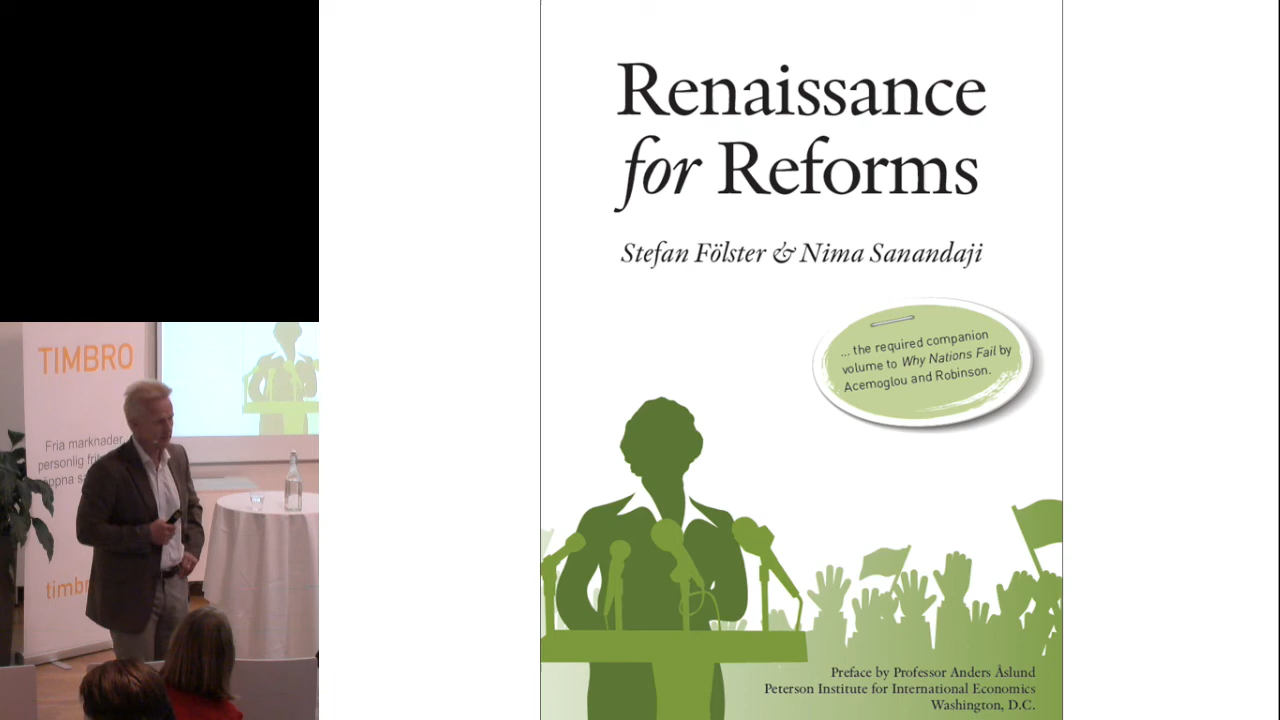 Renaissance
for Reforms
Stefan Fölster & Nima Sanandaji
... the required companion
volume to Why Nations Fail by
Acemoglou and Robinson.
Preface by Professor Anders Åslund
Peterson Institute for International Economics
Washington, D.C.
TIMBRO
Fria marknader,
personlig
timbr